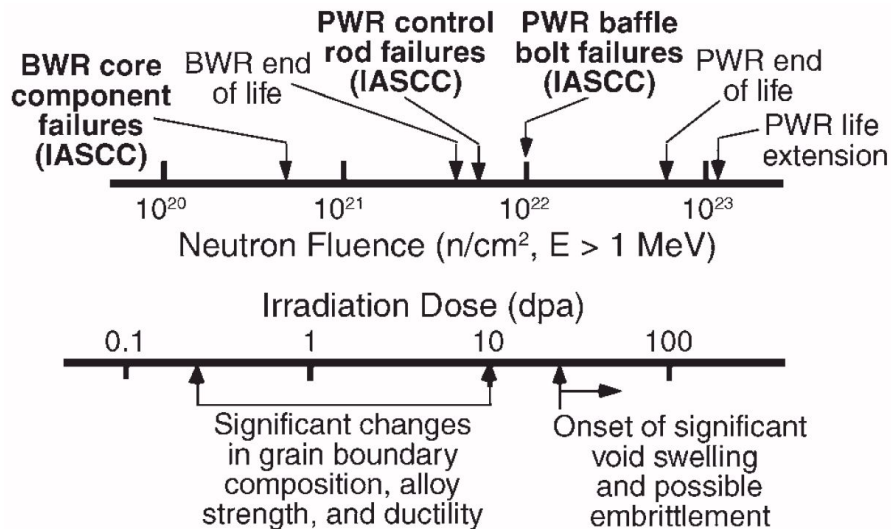 BWR core
component
failures
(IASCC)
BWR end
of life
PWR control
rod failures
(IASCC)
PWR baffle
bolt failures
(IASCC)
PWR end
of life
PWR life
extension
10²⁰ 10²¹ 10²² 10²³
Neutron Fluence (n/cm², E > 1 MeV)
Irradiation Dose (dpa)
0.1 1 10 100
Significant changes
in grain boundary
composition, alloy
strength, and ductility
Onset of significant
void swelling
and possible
embrittlement